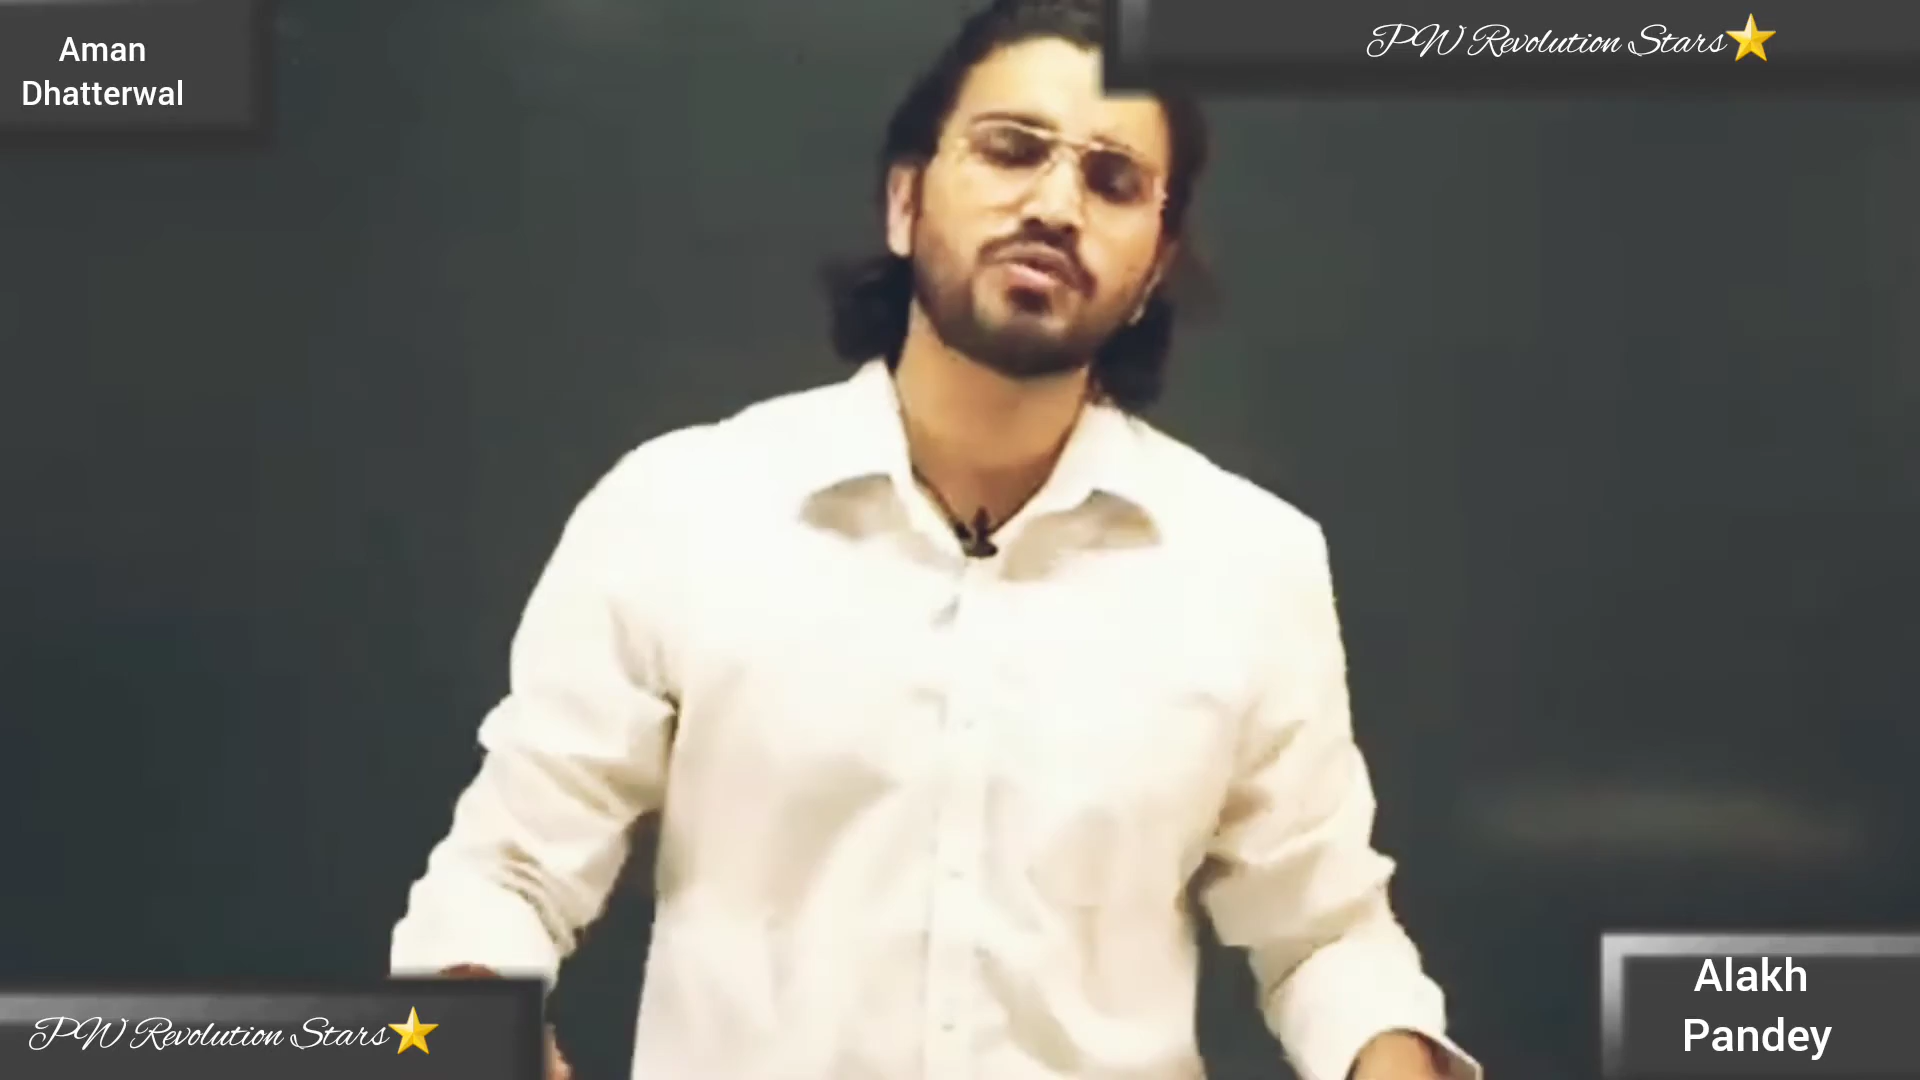 Aman
Dhatterwal
PW Revolution Stars⭐
PW Revolution Stars⭐
Alakh
Pandey